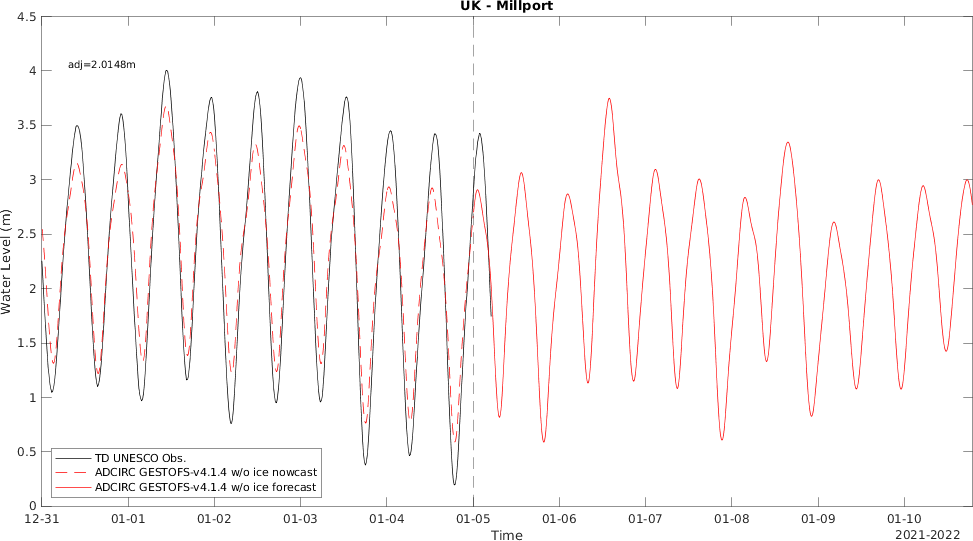 UK - Millport
4.5
adj=2.0148m
4
3.5
3
2.5
2
1.5
1
0.5
0
Water Level (m)
TD UNESCO Obs.
ADCIRC GESTOFS-v4.1.4 w/o ice nowcast
ADCIRC GESTOFS-v4.1.4 w/o ice forecast
12-31 01-01 01-02 01-03 01-04 01-05 01-06 01-07 01-08 01-09 01-10
Time
2021-2022